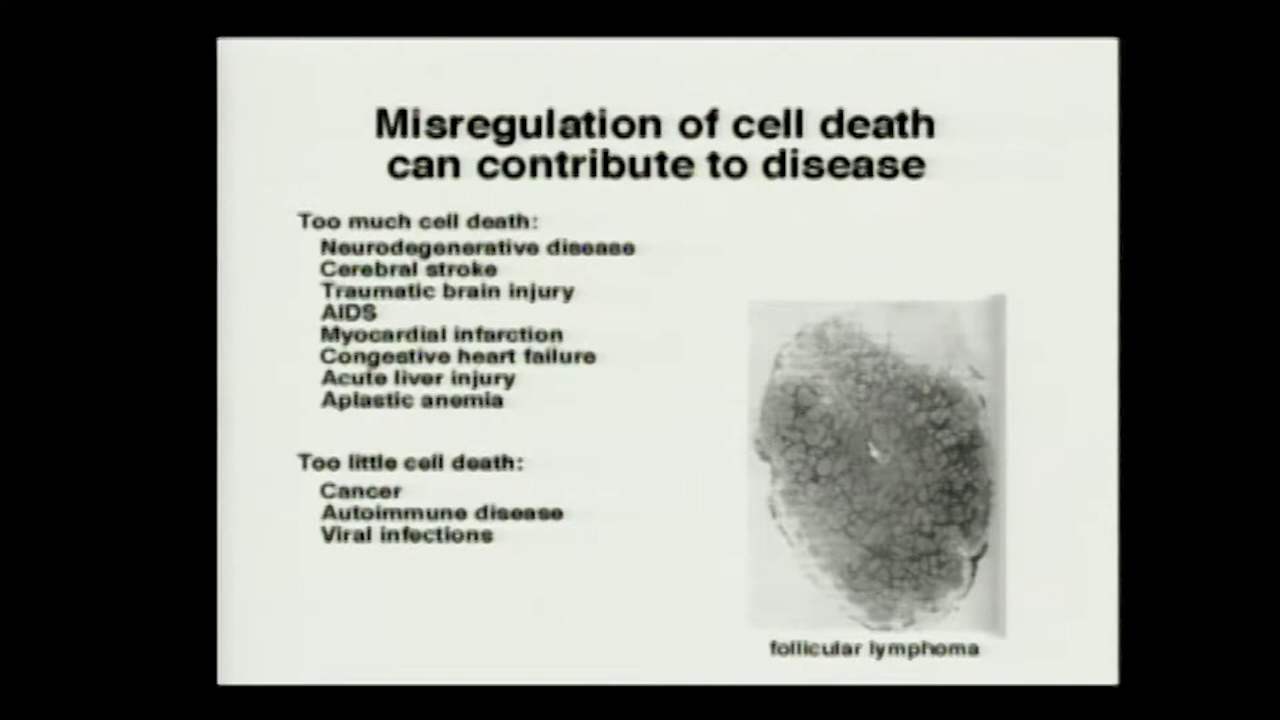 Misregulation of cell death
can contribute to disease
Too much cell death:
Neurodegenerative disease
Cerebral stroke
Traumatic brain injury
AIDS
Myocardial infarction
Congestive heart failure
Acute liver injury
Aplastic anemia
Too little cell death:
Cancer
Autoimmune disease
Viral infections
follicular lymphoma